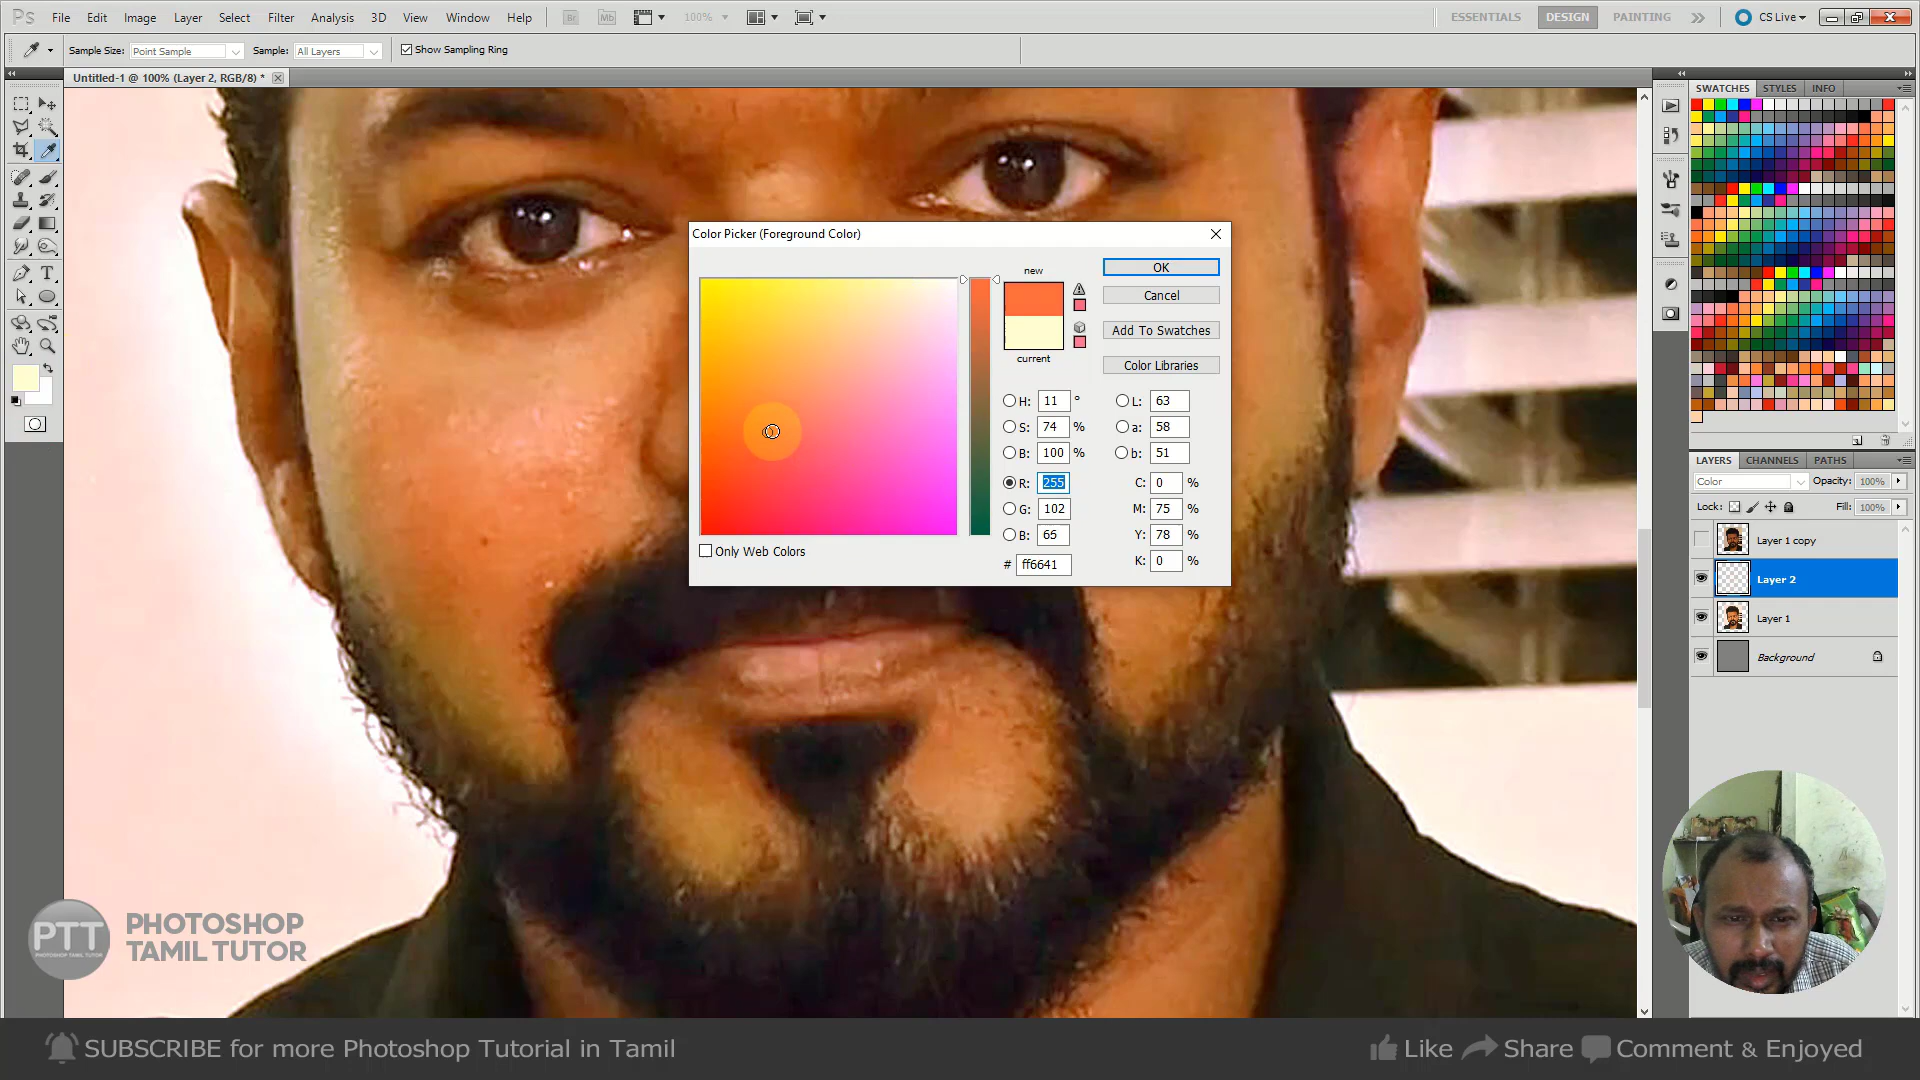 Ps File Edit Image Layer Select Filter Analysis 3D View Window Help Br Mb 100% ESSENTIALS DESIGN PAINTING CS Live
Sample Size: Point Sample Sample: All Layers Show Sampling Ring
Untitled-1 @ 100% (Layer 2, RGB/8) *
SWATCHES STYLES INFO
Color Picker (Foreground Color)
new
OK
Cancel
Add To Swatches
current
Color Libraries
H: 11 ° L: 63
S: 74 % a: 58
B: 100 % b: 51
R: 255 C: 0 %
G: 102 M: 75 %
B: 65 Y: 78 %
# ff6641 K: 0 %
Only Web Colors
LAYERS CHANNELS PATHS
Color Opacity: 100%
Lock: Fill: 100%
Layer 1 copy
Layer 2
Layer 1
Background
PTT
PHOTOSHOP TAMIL TUTOR
PHOTOSHOP
TAMIL TUTOR
SUBSCRIBE for more Photoshop Tutorial in Tamil Like Share Comment & Enjoyed